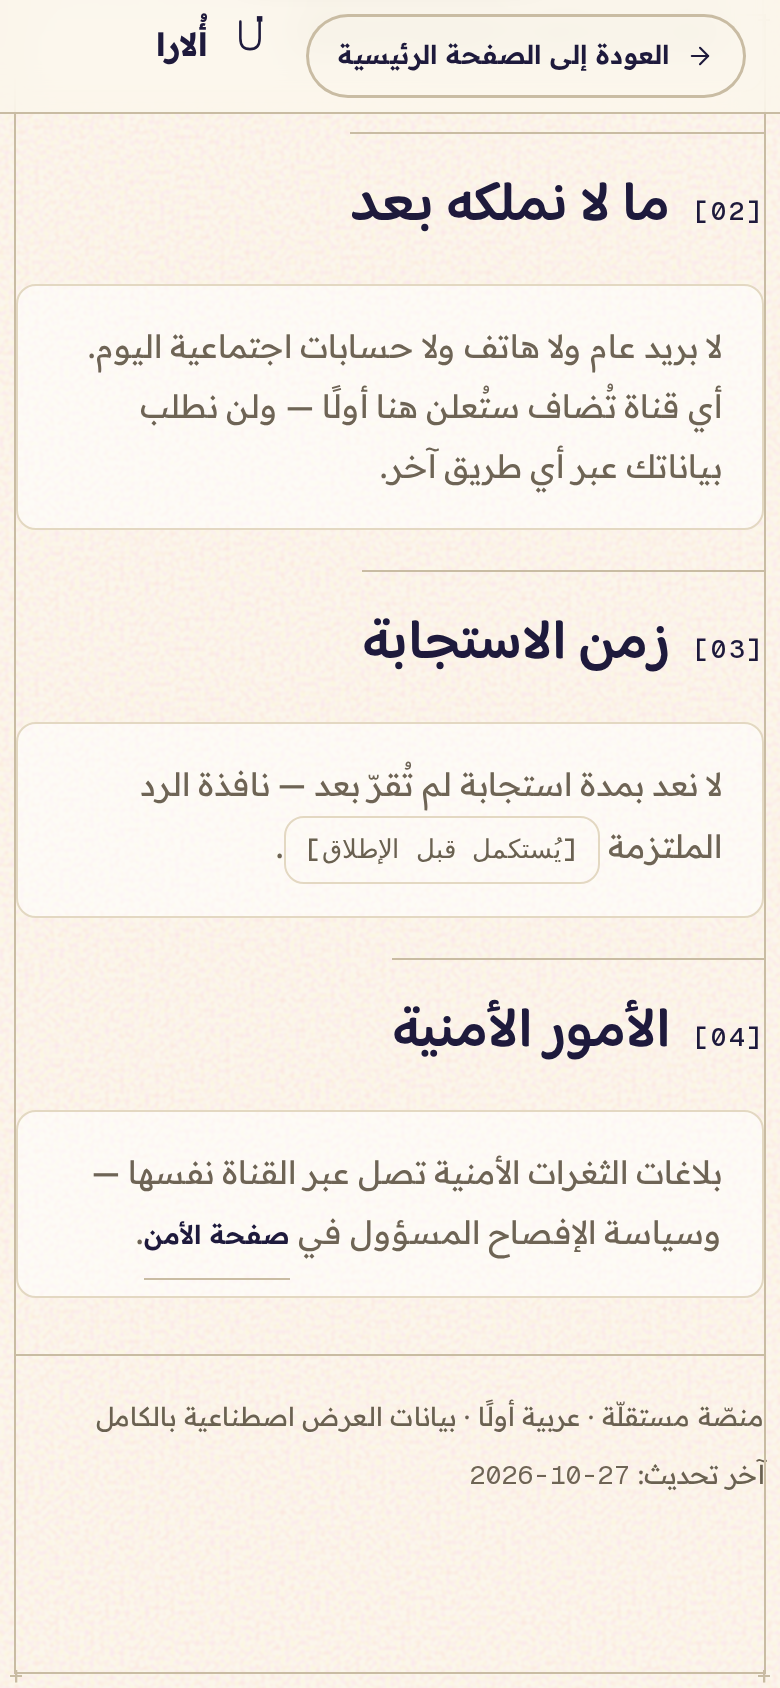 → العودة إلى الصفحة الرئيسية
ألارا
[02] ما لا نملكه بعد
لا بريد عام ولا هاتف ولا حسابات اجتماعية اليوم.
أي قناة تُضاف ستُعلن هنا أولًا — ولن نطلب
بياناتك عبر أي طريق آخر.
[03] زمن الاستجابة
لا نعد بمدة استجابة لم تُقرّ بعد — نافذة الرد
الملتزمة [يُستكمل قبل الإطلاق].
[04] الأمور الأمنية
بلاغات الثغرات الأمنية تصل عبر القناة نفسها —
وسياسة الإفصاح المسؤول في صفحة الأمن.
منصّة مستقلّة · عربية أولًا · بيانات العرض اصطناعية بالكامل
آخر تحديث: 2026-10-27